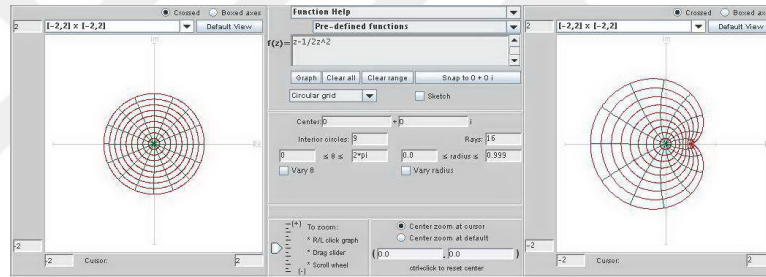 Crossed Boxed axes
2 [-2,2] x [-2,2] Default View
Im
Re
-2
-2 Cursor: 2
Function Help
Pre-defined functions
f(z)= z-1/2z^2
Graph Clear all Clear range Snap to 0 + 0 i
Circular grid Sketch
Center: 0 + 0 i
Interior circles: 9 Rays: 16
0 ≤ θ ≤ 2*pi 0.0 ≤ radius ≤ 0.999
Vary θ Vary radius
(+) To zoom:
* R/L click graph
* Drag slider
* Scroll wheel
(-)
Center zoom at cursor
Center zoom at default
( 0.0 , 0.0 )
ctrl+click to reset center
Crossed Boxed ax
2 [-2,2] x [-2,2] Default View
Im
-2
-2 Cursor: 2